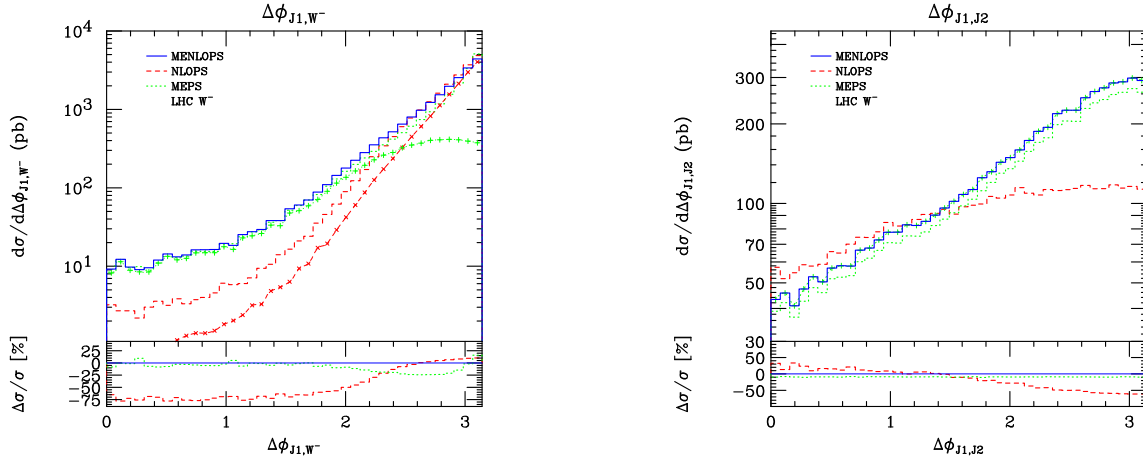 Δϕ_J1,W⁻
10⁴
10³
10²
10¹
dσ/dΔϕ_J1,W⁻ (pb)
MENLOPS
NLOPS
MEPS
LHC W⁻
Δσ/σ [%]
25
0
−25
−50
−75
0 1 2 3
Δϕ_J1,W⁻
Δϕ_J1,J2
300
200
100
70
50
30
dσ/dΔϕ_J1,J2 (pb)
MENLOPS
NLOPS
MEPS
LHC W⁻
Δσ/σ [%]
50
0
−50
0 1 2 3
Δϕ_J1,J2